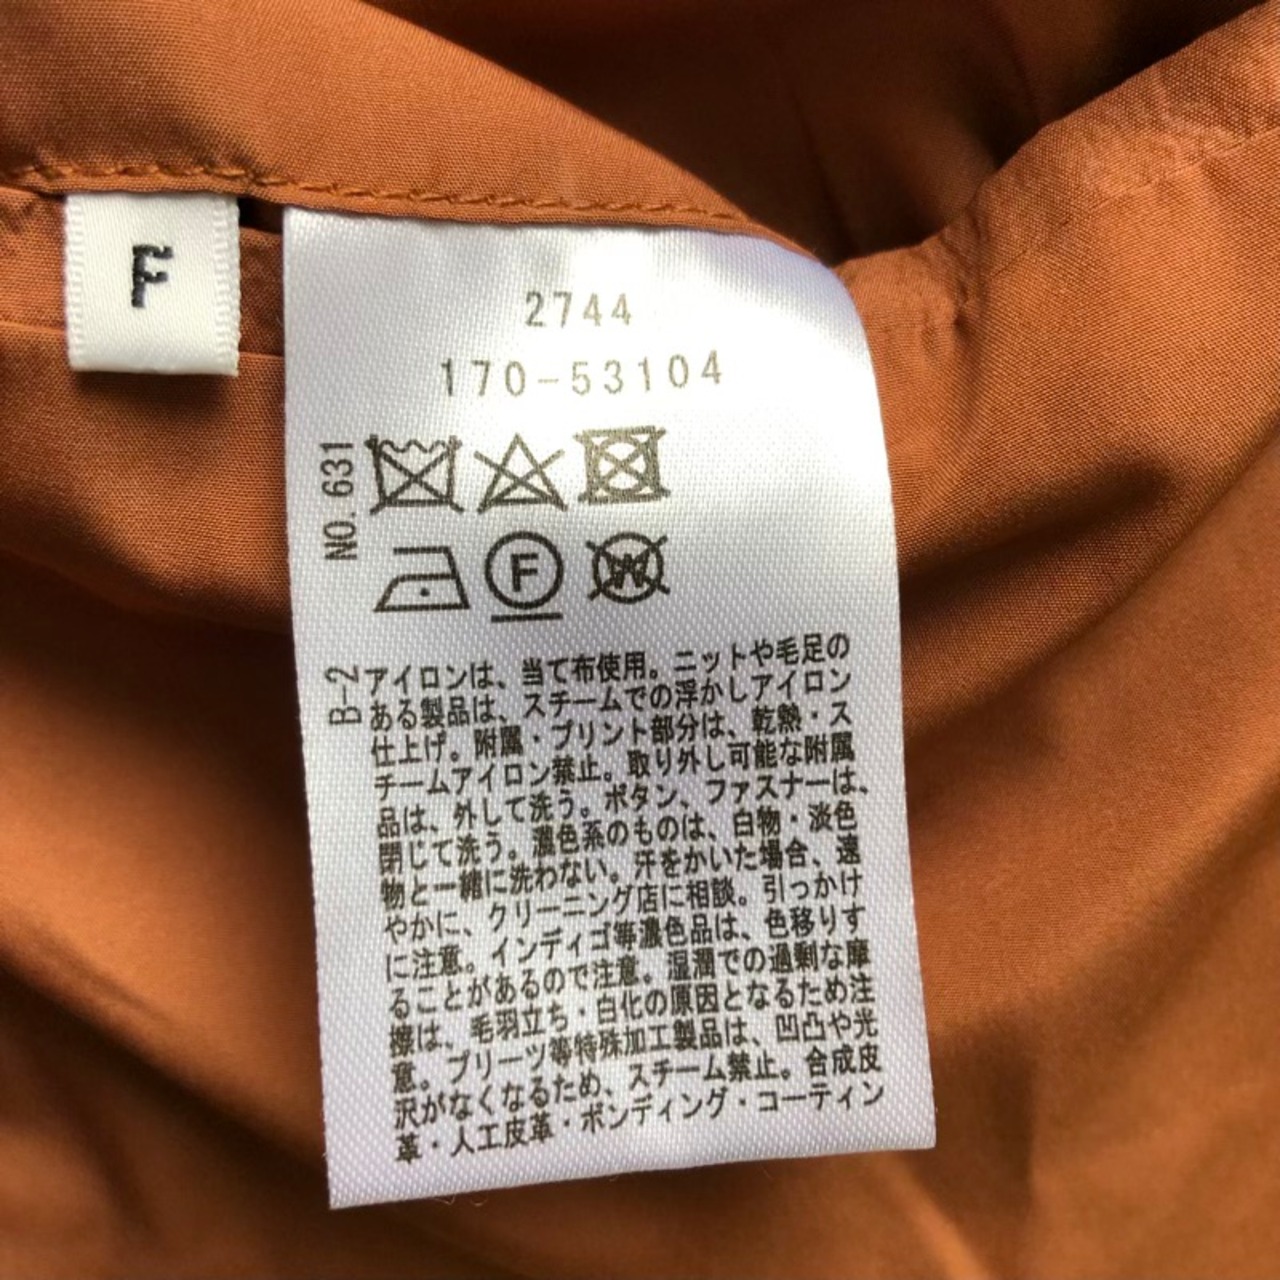 F
2744
170-53104
NO.631
F
W
B-2
アイロンは、当て布使用。ニットや毛足の
ある製品は、スチームでの浮かしアイロン
仕上げ。附属・プリント部分は、乾熱・ス
チームアイロン禁止。取り外し可能な附属
品は、外して洗う。ボタン、ファスナーは、
閉じて洗う。濃色系のものは、白物・淡色
物と一緒に洗わない。汗をかいた場合、速
やかに、クリーニング店に相談。引っかけ
に注意。インディゴ等濃色品は、色移りす
ることがあるので注意。湿潤での過剰な摩
擦は、毛羽立ち・白化の原因となるため注
意。プリーツ等特殊加工製品は、凹凸や光
沢がなくなるため、スチーム禁止。合成皮
革・人工皮革・ボンディング・コーティン